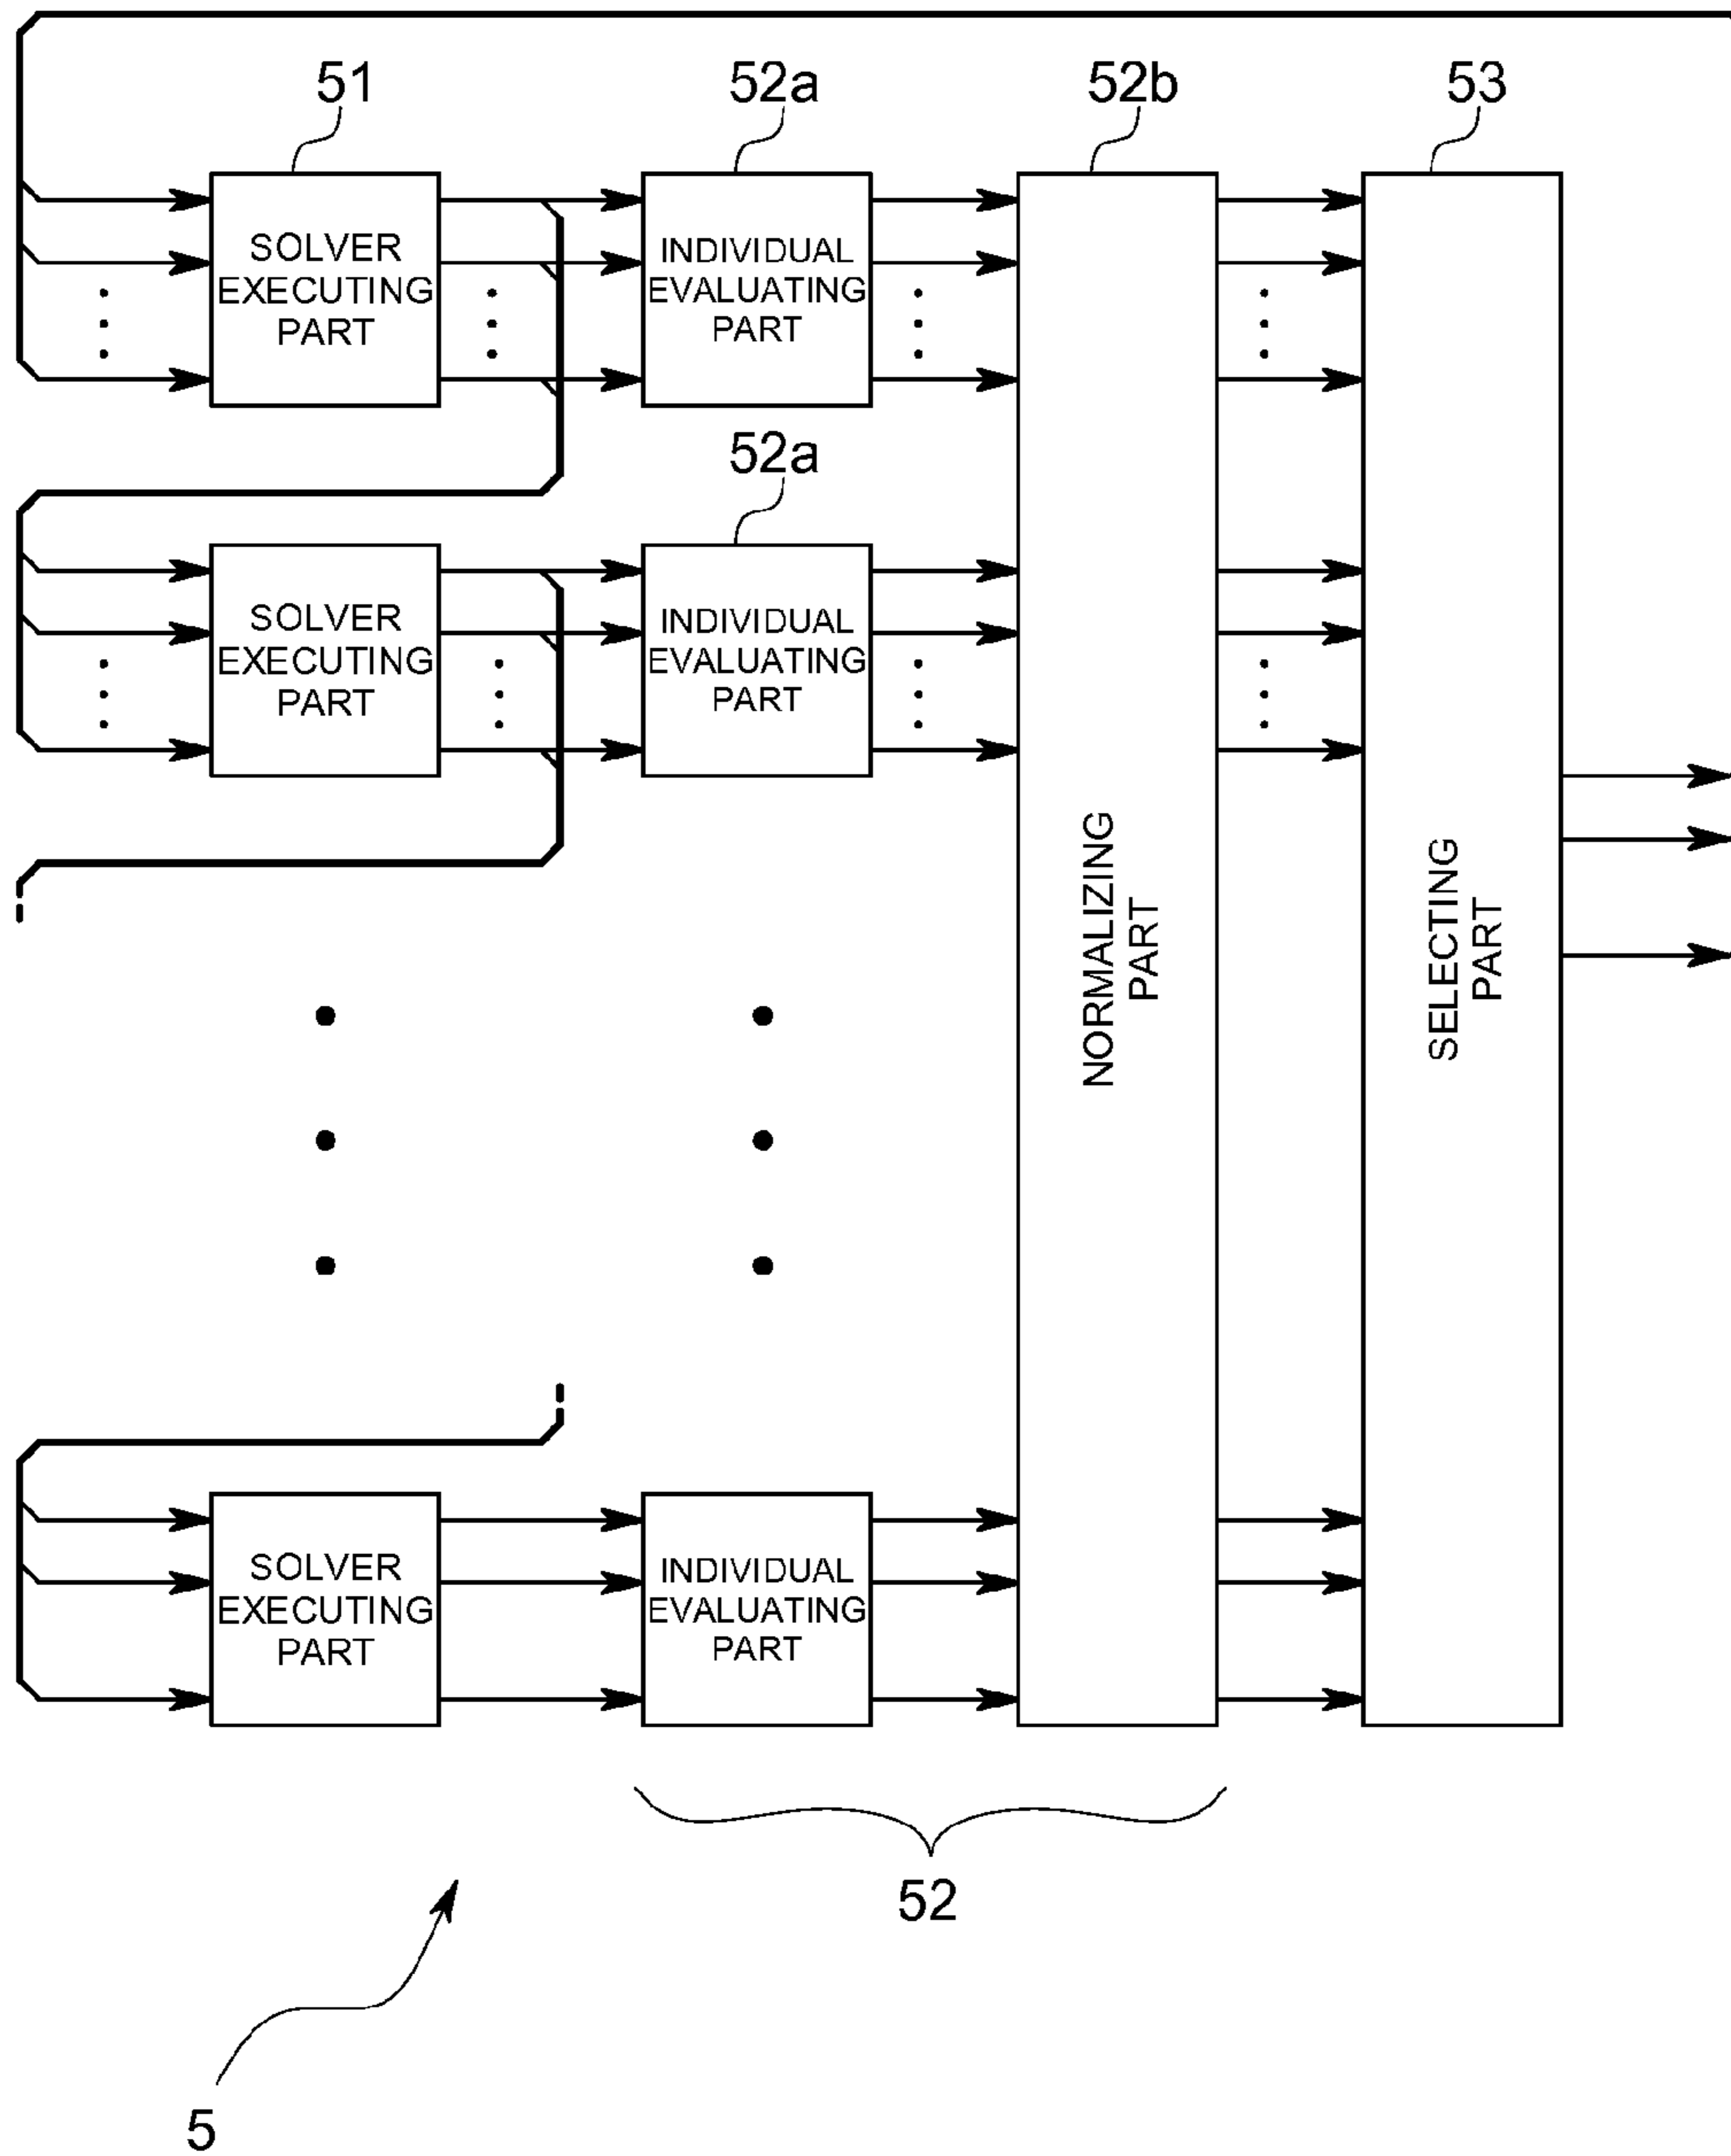 51
52a
52b
53
SOLVER
EXECUTING
PART
INDIVIDUAL
EVALUATING
PART
52a
SOLVER
EXECUTING
PART
INDIVIDUAL
EVALUATING
PART
NORMALIZING
PART
SELECTING
PART
SOLVER
EXECUTING
PART
INDIVIDUAL
EVALUATING
PART
52
5